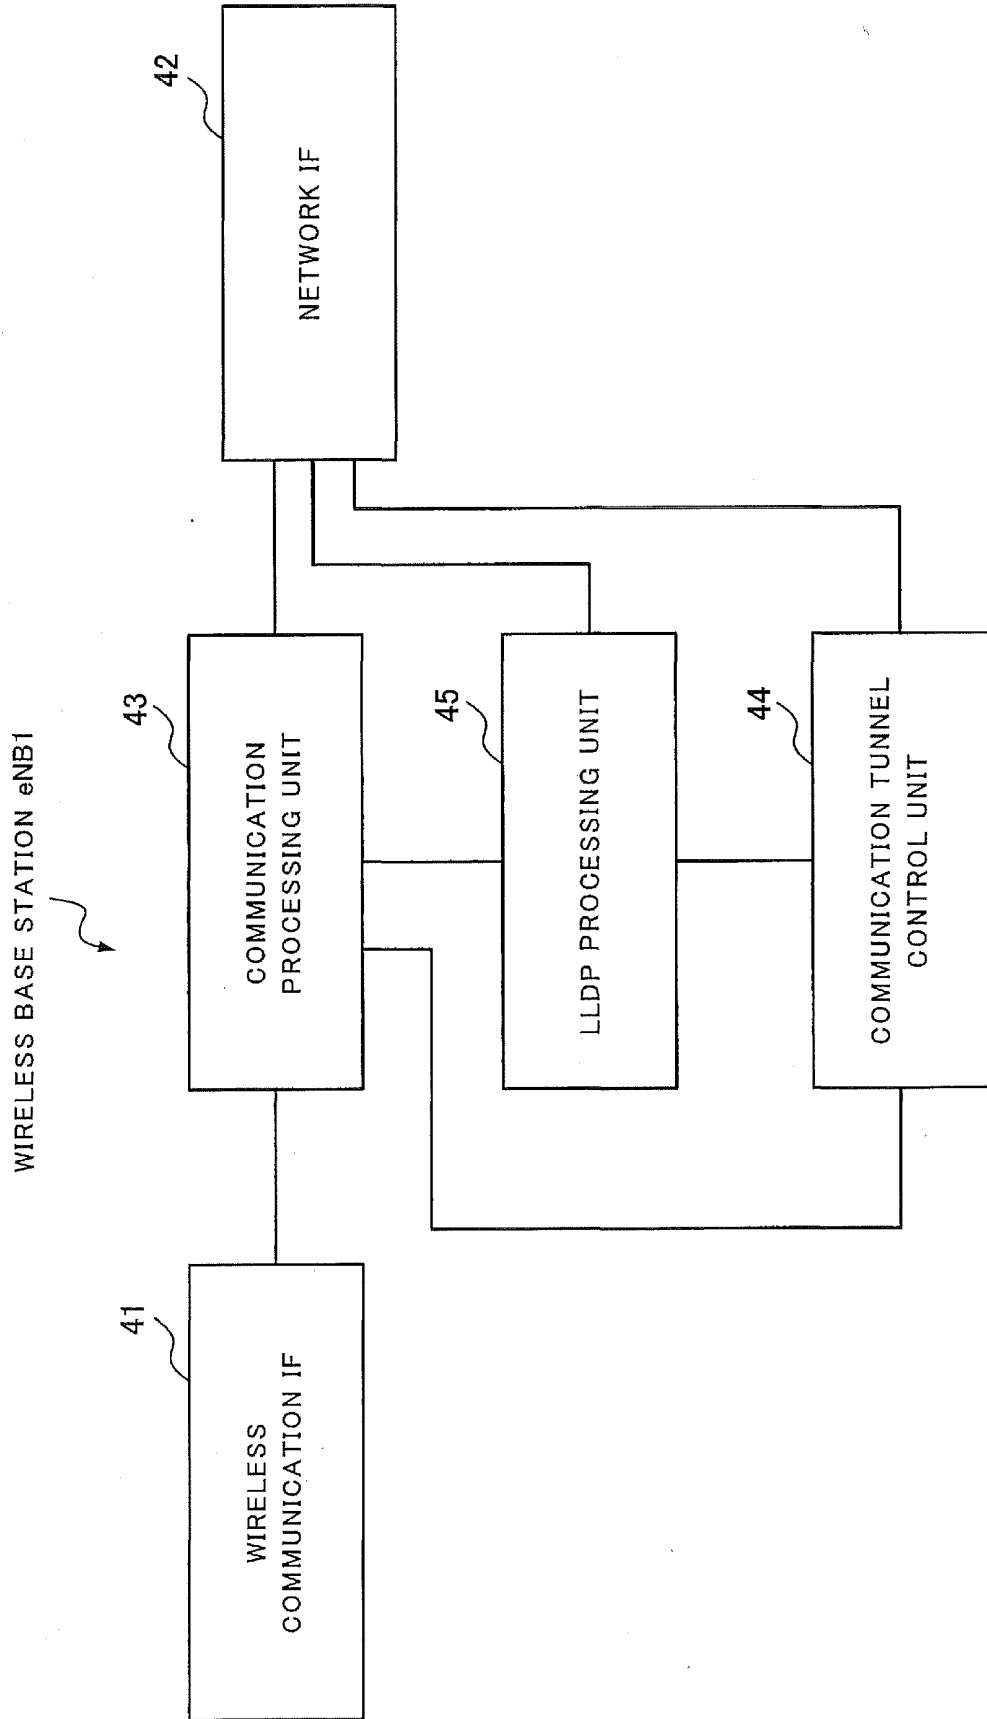 WIRELESS BASE STATION eNB1
41
WIRELESS
COMMUNICATION IF
43
COMMUNICATION
PROCESSING UNIT
42
NETWORK IF
45
LLDP PROCESSING UNIT
44
COMMUNICATION TUNNEL
CONTROL UNIT